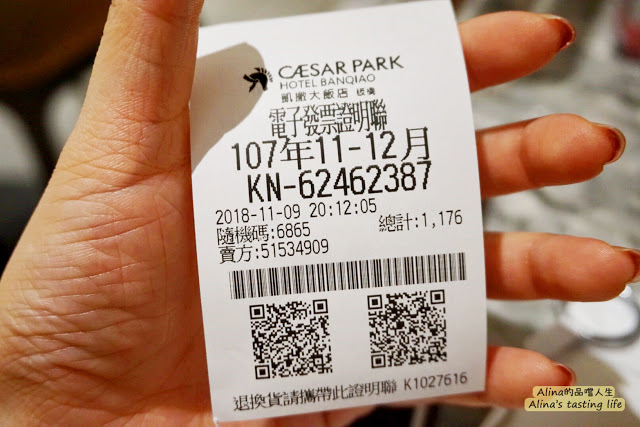 CÆSAR PARK
HOTEL BANQIAO
凱撒大飯店 板橋
電子發票證明聯
107年11-12月
KN-62462387
2018-11-09 20:12:05
隨機碼:6865 總計:1,176
賣方:51534909
退換貨請攜帶此證明聯 K1027616
Alina的品嚐人生
Alina's tasting life